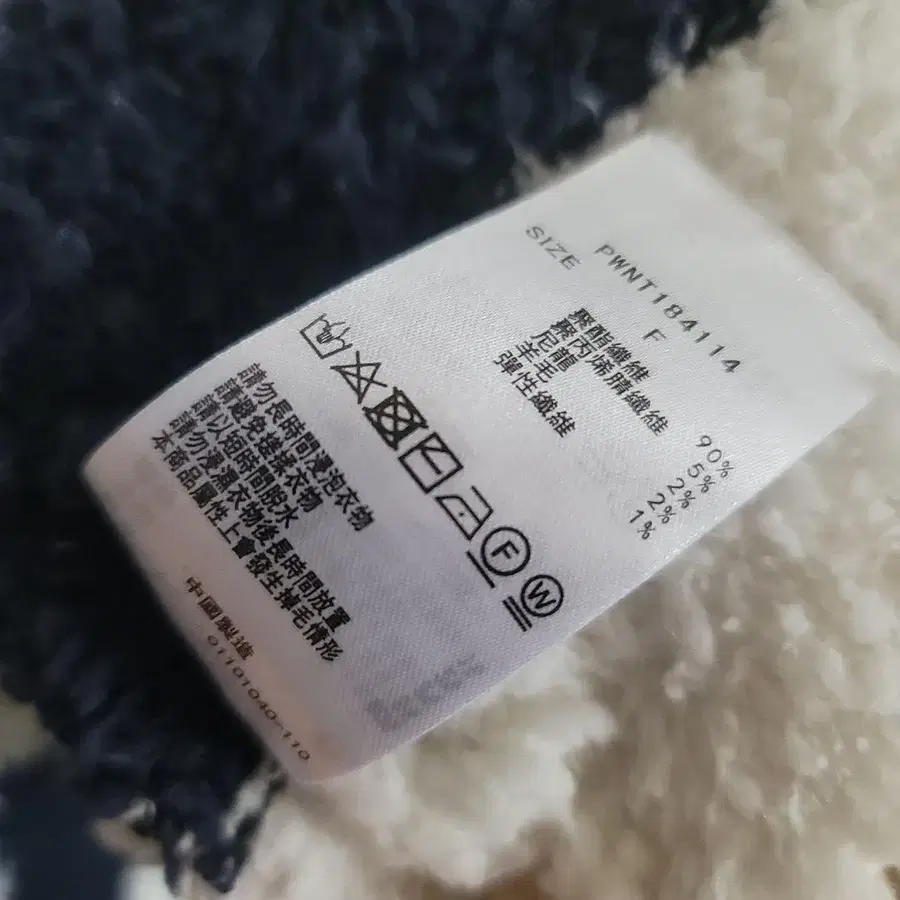 PWNT184114
SIZE F
聚酯纖維 90%
聚丙烯腈纖維 5%
尼龍 2%
羊毛 2%
彈性纖維 1%
F
W
請勿長時間浸泡衣物
請避免搓揉衣物
請以短時間脫水
請勿浸濕衣物後長時間放置
本商品屬性上會發生掉毛情形
中國製造
01101040-110